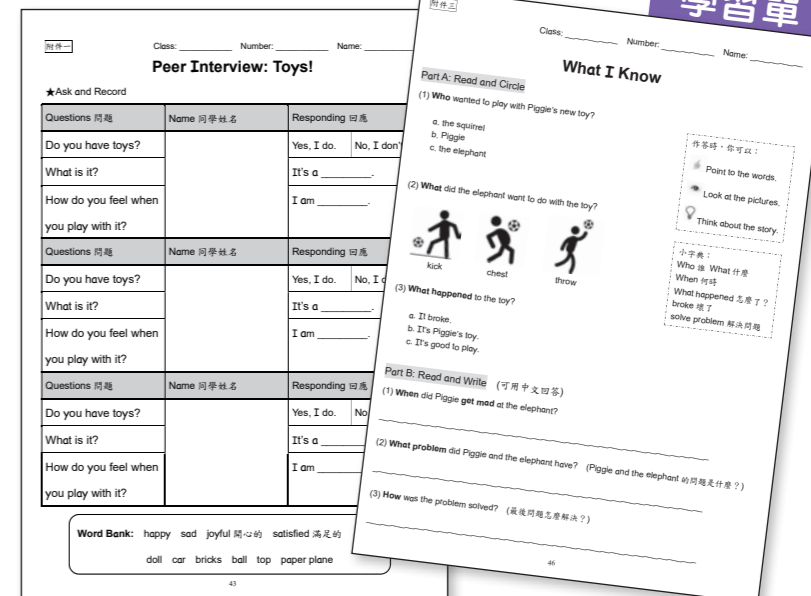 學習單
附件一
Class: __________ Number: __________ Name: __________
Peer Interview: Toys!
★Ask and Record
Questions 問題 Name 同學姓名 Responding 回應
Do you have toys? Yes, I do. No, I don'
What is it? It's a ________.
How do you feel when I am ________.
you play with it?
Questions 問題 Name 同學姓名 Responding 回應
Do you have toys? Yes, I do. No, I d
What is it? It's a ________.
How do you feel when I am ________.
you play with it?
Questions 問題 Name 同學姓名 Responding 回應
Do you have toys? Yes, I do. No
What is it? It's a ________
How do you feel when I am ________
you play with it?
Word Bank: happy sad joyful 開心的 satisfied 滿足的
doll car bricks ball top paper plane
43
附件三
Class: __________ Number: __________ Name: __________
What I Know
Part A: Read and Circle
(1) Who wanted to play with Piggie's new toy?
a. the squirrel
b. Piggie
c. the elephant
(2) What did the elephant want to do with the toy?
kick chest throw
(3) What happened to the toy?
a. It broke.
b. It's Piggie's toy.
c. It's good to play.
作答時,你可以:
Point to the words.
Look at the pictures.
Think about the story.
小字典:
Who 誰 What 什麼
When 何時
What happened 怎麼了?
broke 壞了
solve problem 解決問題
Part B: Read and Write (可用中文回答)
(1) When did Piggie get mad at the elephant?
(2) What problem did Piggie and the elephant have? (Piggie and the elephant 的問題是什麼?)
(3) How was the problem solved? (最後問題怎麼解決?)
46